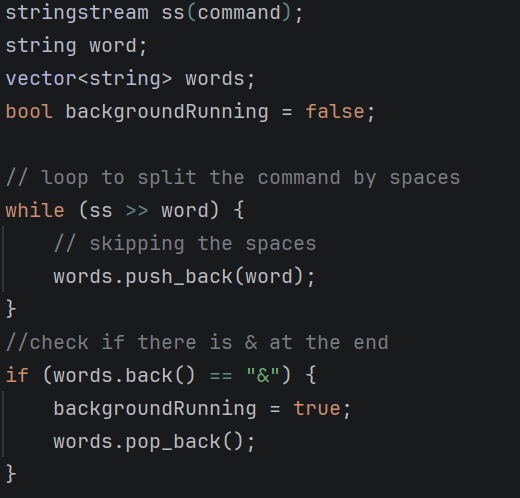 stringstream ss(command);
string word;
vector<string> words;
bool backgroundRunning = false;

// loop to split the command by spaces
while (ss >> word) {
    // skipping the spaces
    words.push_back(word);
}
//check if there is & at the end
if (words.back() == "&") {
    backgroundRunning = true;
    words.pop_back();
}